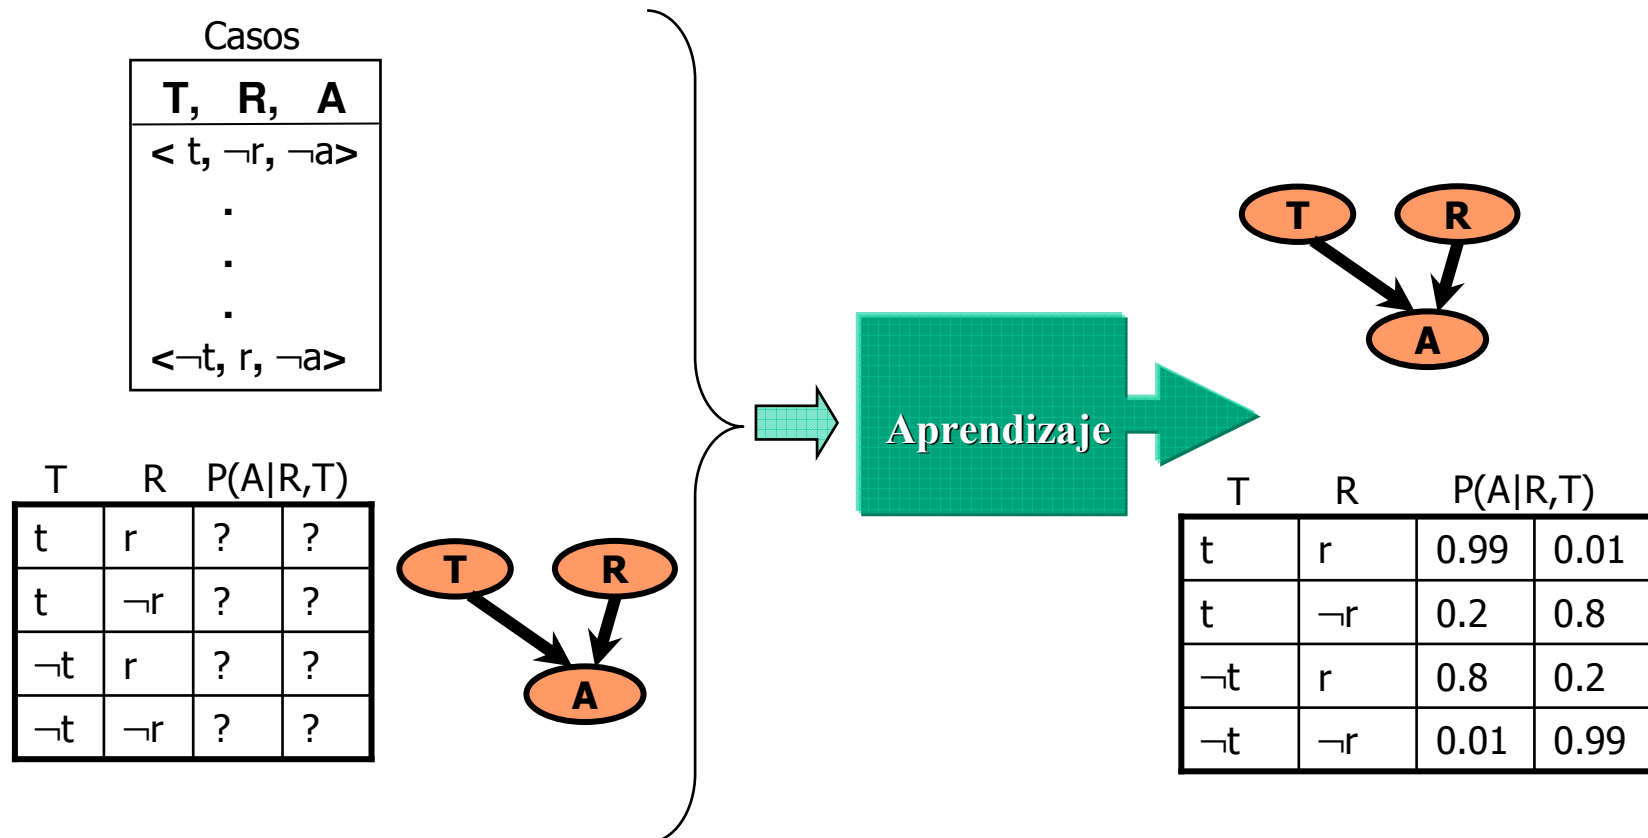 Casos
T, R, A
< t, ¬r, ¬a>
.
.
.
<¬t, r, ¬a>
T R P(A|R,T)
t r ? ?
t ¬r ? ?
¬t r ? ?
¬t ¬r ? ?
T R
A
Aprendizaje
T R
A
T R P(A|R,T)
t r 0.99 0.01
t ¬r 0.2 0.8
¬t r 0.8 0.2
¬t ¬r 0.01 0.99